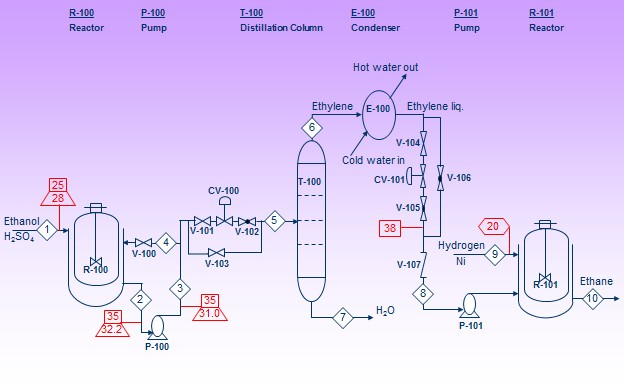 R-100 P-100 T-100 E-100 P-101 R-101
Reactor Pump Distillation Column Condenser Pump Reactor
Hot water out
Ethylene E-100 Ethylene liq.
6
V-104
Cold water in
25
28
T-100
CV-101 V-106
CV-100
V-105
Ethanol
1
H₂SO₄
V-101 V-102
5
38
20
V-100
4
Hydrogen
9
Ni
R-100
V-103
V-107
R-101
Ethane
10
2
3
8
35
32.2
35
31.0
7
H₂O
P-100
P-101